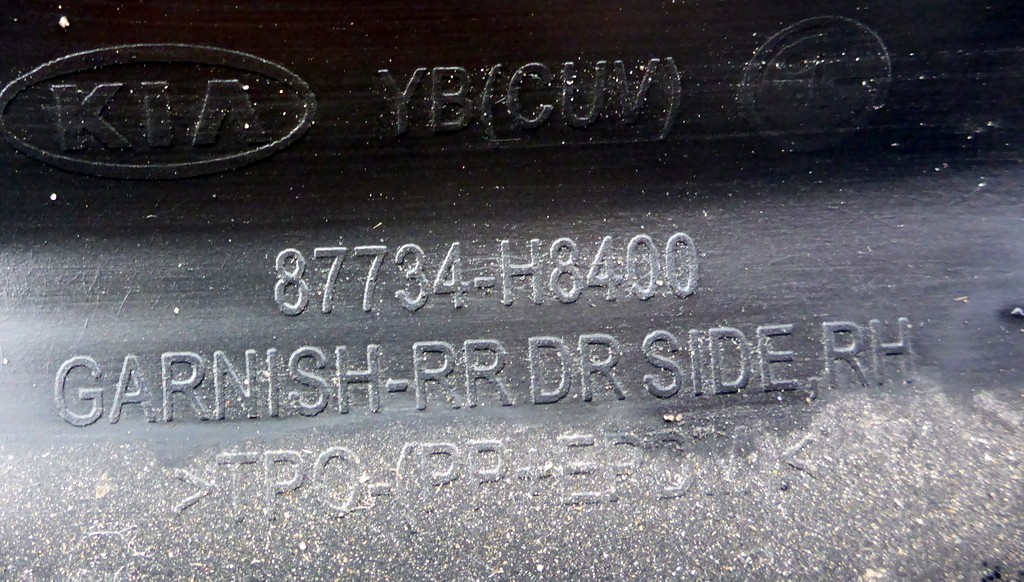 KIA YB(CUV)
87734-H8400
GARNISH-RR DR SIDE,RH